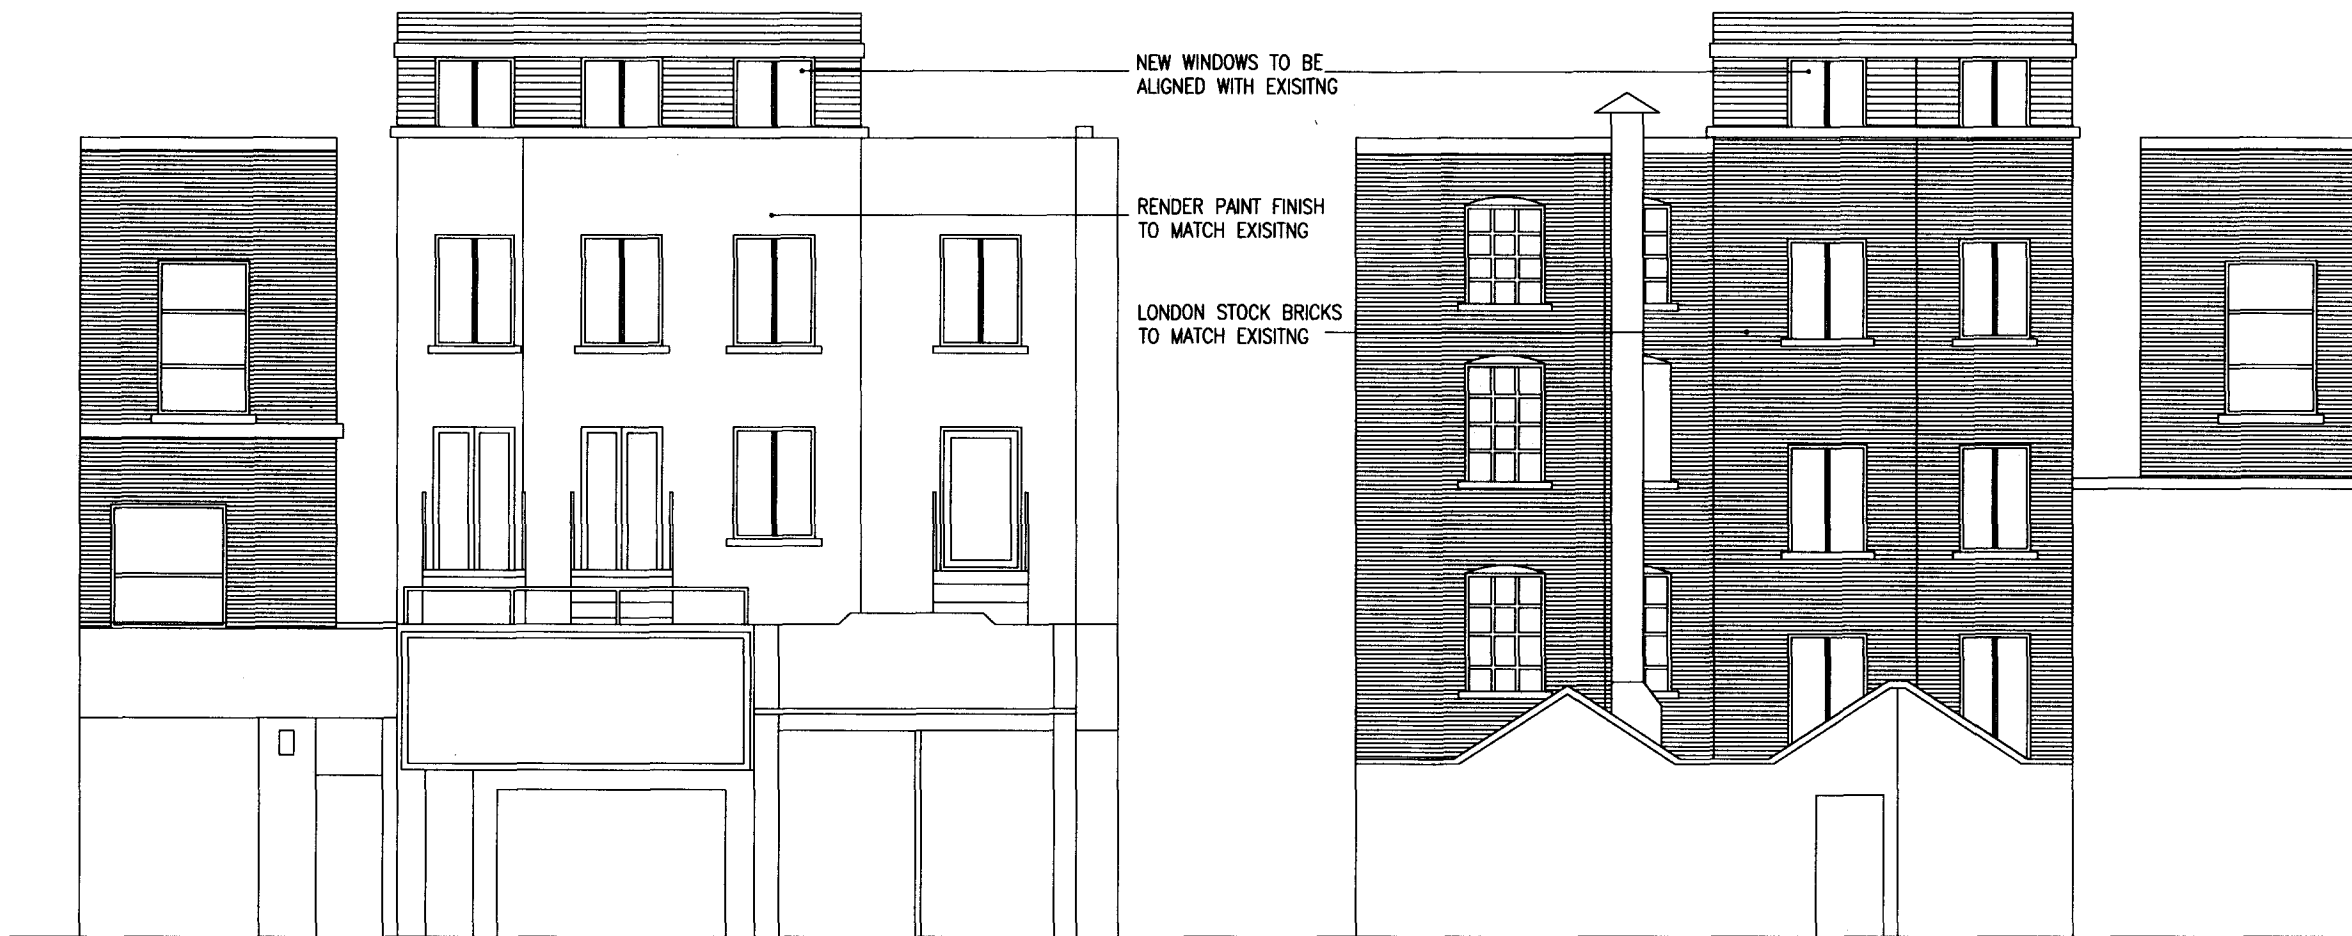 NEW WINDOWS TO BE
ALIGNED WITH EXISITNG
RENDER PAINT FINISH
TO MATCH EXISITNG
LONDON STOCK BRICKS
TO MATCH EXISITNG